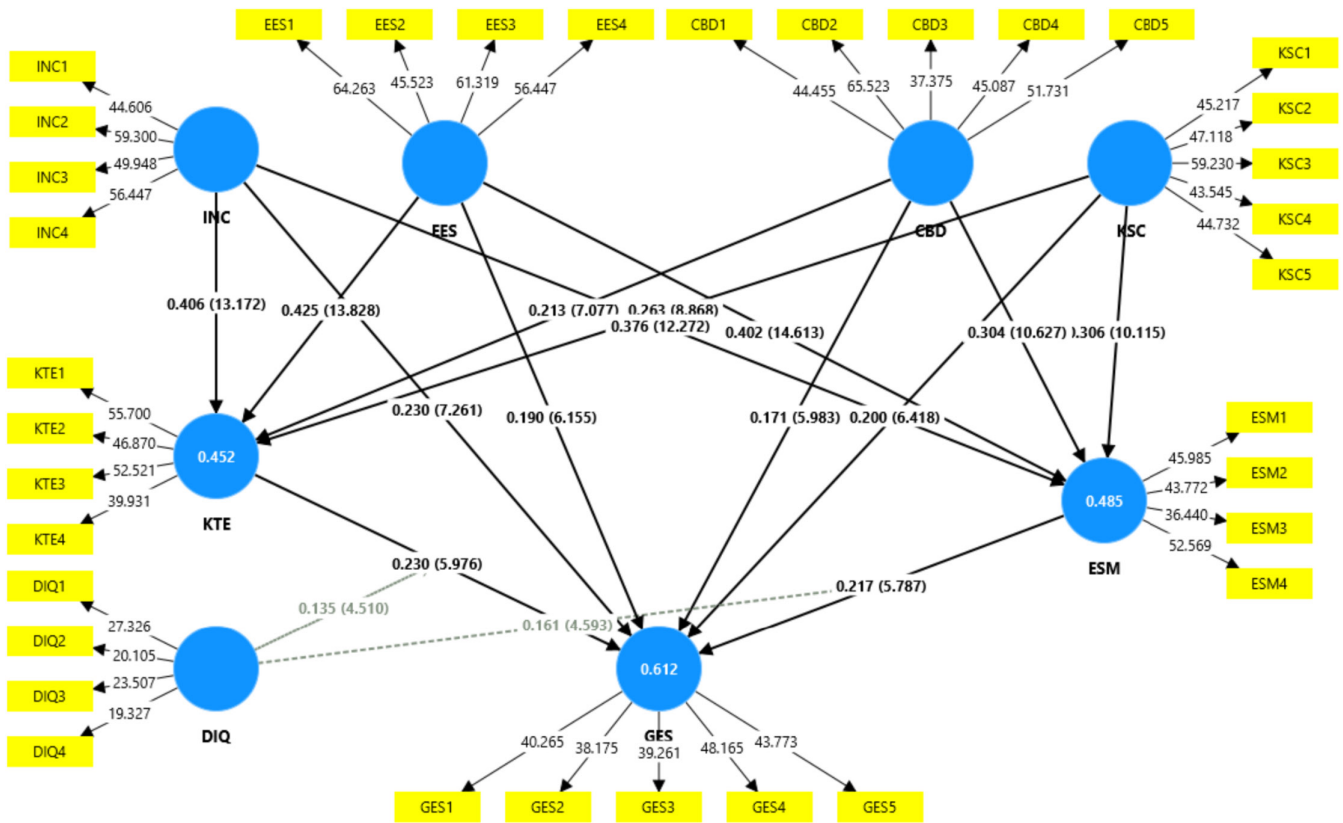 EES1
EES2
EES3
EES4
CBD1
CBD2
CBD3
CBD4
CBD5
INC1
INC2
INC3
INC4
KSC1
KSC2
KSC3
KSC4
KSC5
64.263
45.523
61.319
56.447
44.455
65.523
37.375
45.087
51.731
44.606
59.300
49.948
56.447
45.217
47.118
59.230
43.545
44.732
INC
EES
CBD
KSC
0.406 (13.172)
0.425 (13.828)
0.213 (7.077)
0.263 (8.868)
0.376 (12.272)
0.402 (14.613)
0.304 (10.627)
0.306 (10.115)
0.230 (7.261)
0.190 (6.155)
0.171 (5.983)
0.200 (6.418)
KTE1
KTE2
KTE3
KTE4
55.700
46.870
52.521
39.931
0.452
KTE
ESM1
ESM2
ESM3
ESM4
45.985
43.772
36.440
52.569
0.485
ESM
0.230 (5.976)
0.217 (5.787)
0.135 (4.510)
0.161 (4.593)
DIQ1
DIQ2
DIQ3
DIQ4
27.326
20.105
23.507
19.327
DIQ
0.612
GES
40.265
38.175
39.261
48.165
43.773
GES1
GES2
GES3
GES4
GES5